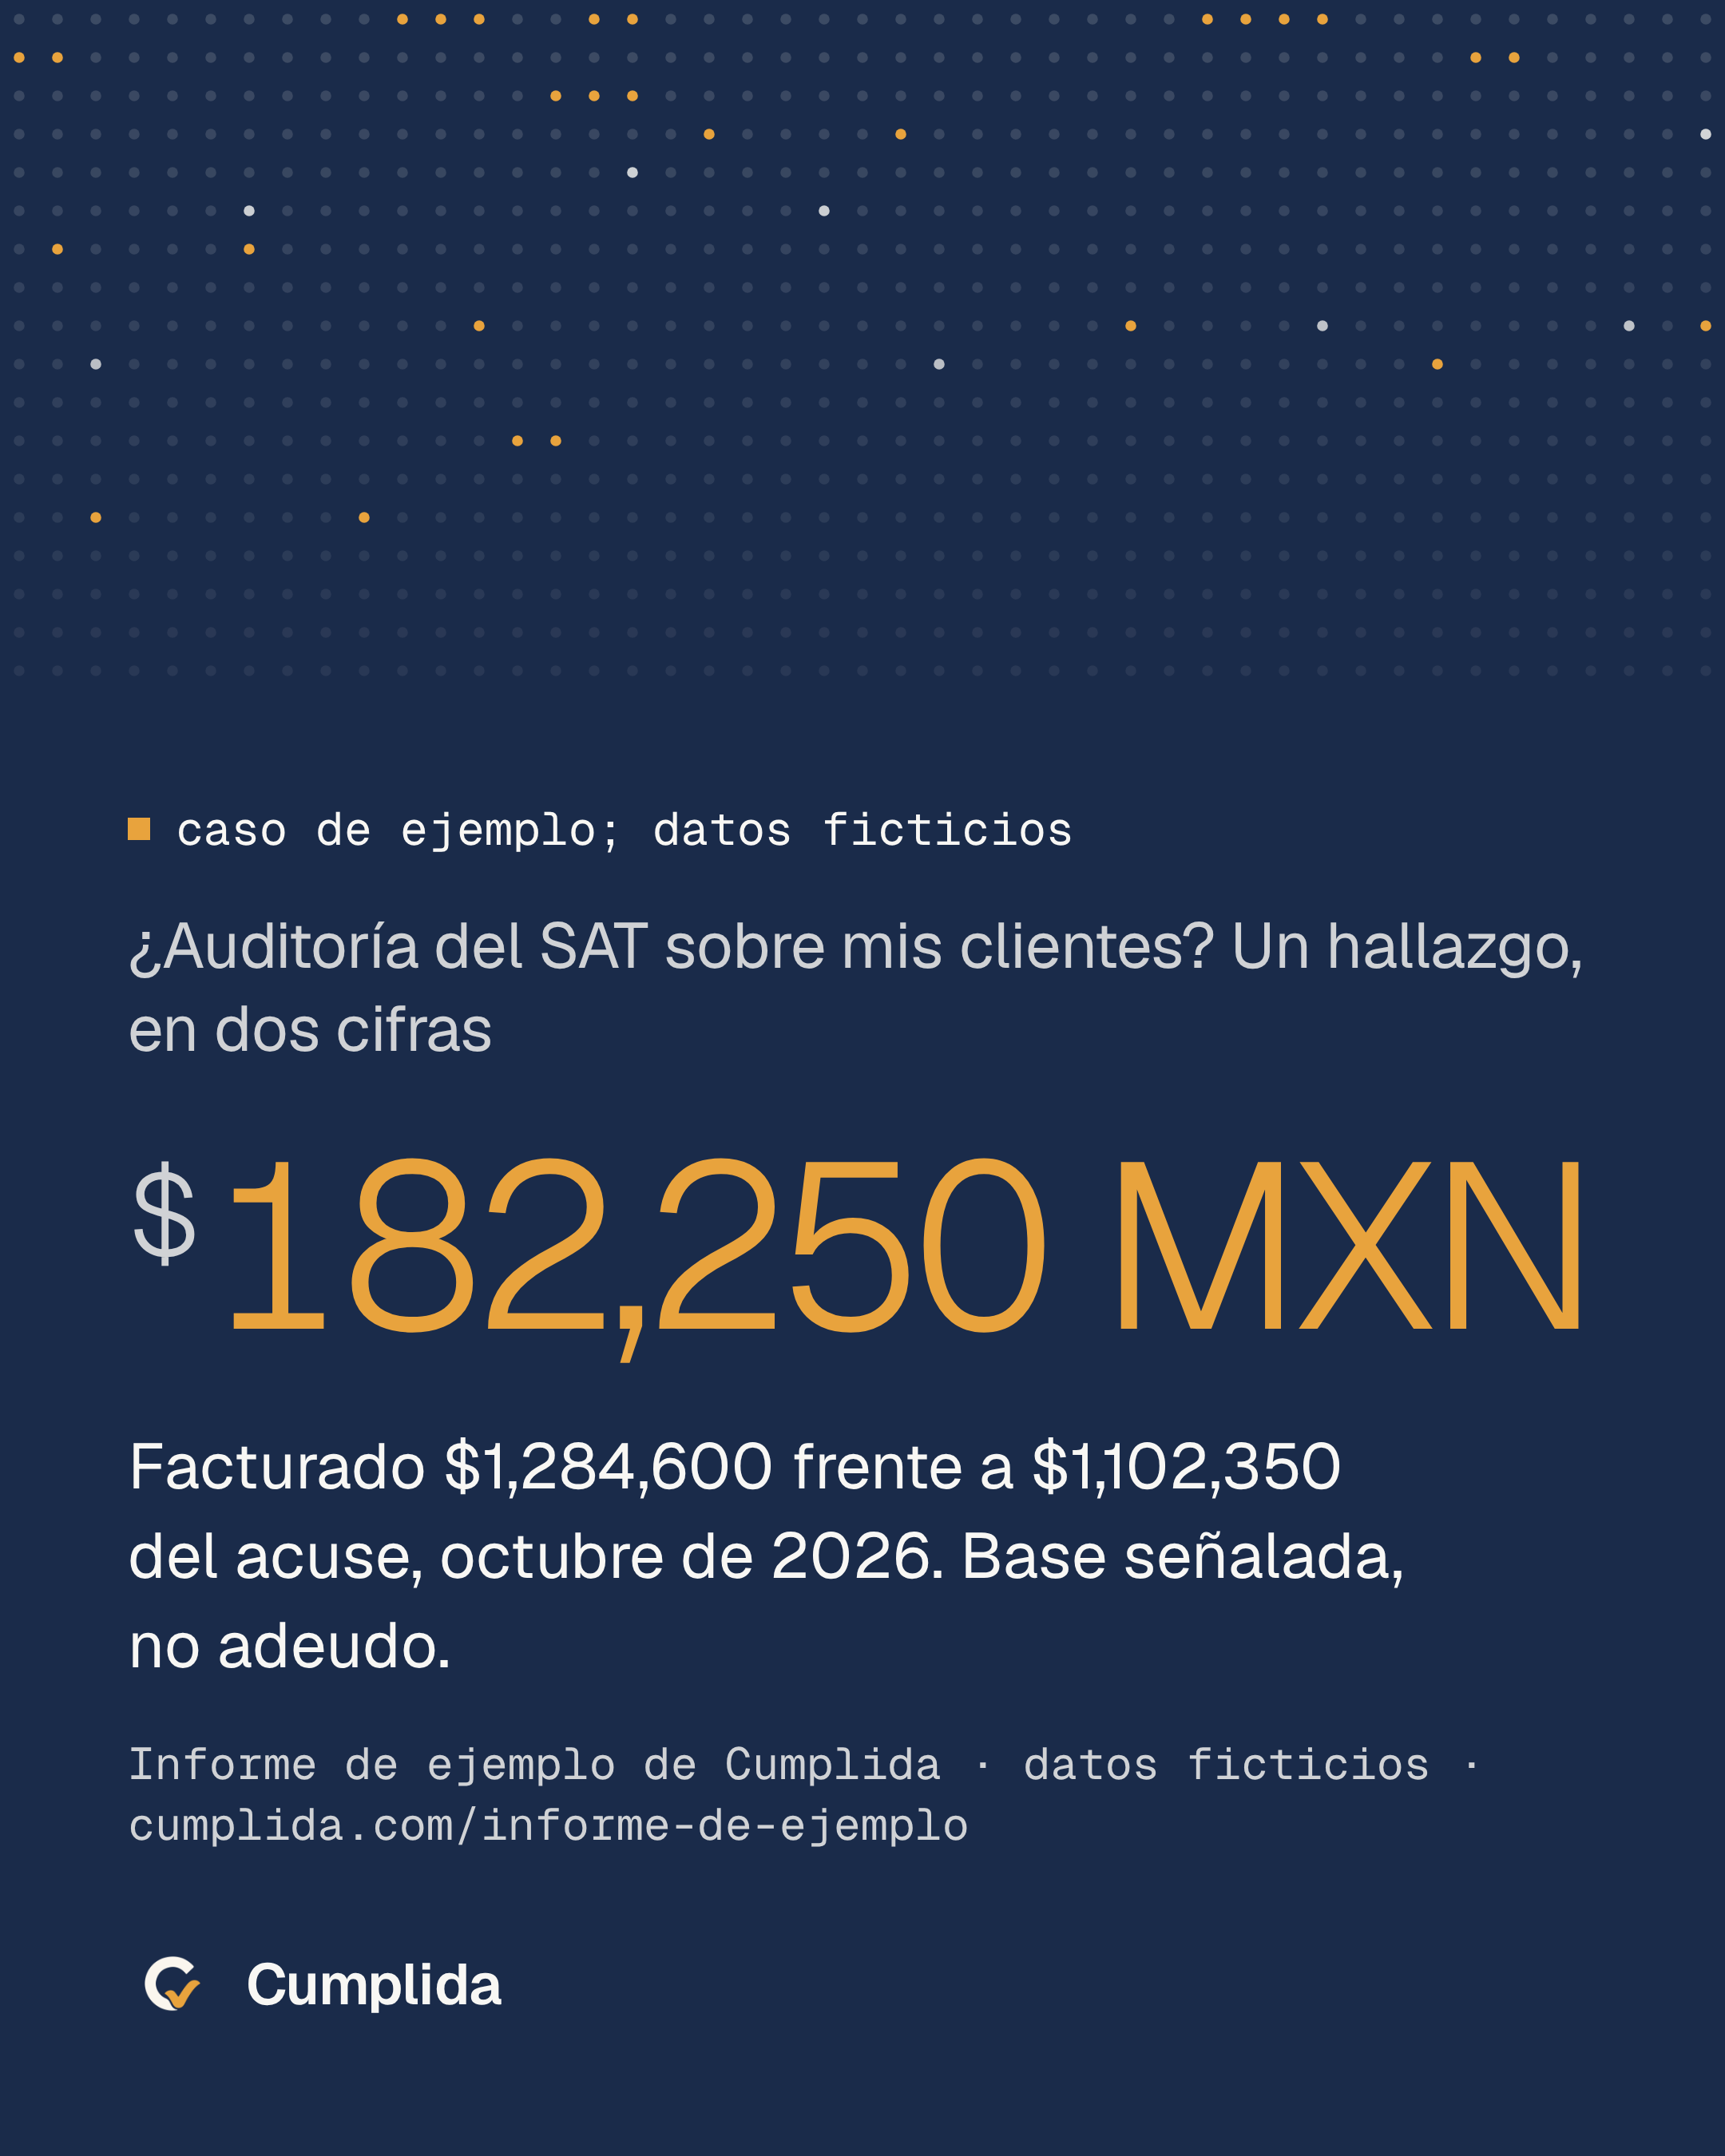 caso de ejemplo; datos ficticios
¿Auditoría del SAT sobre mis clientes? Un hallazgo,
en dos cifras
$182,250 MXN
Facturado $1,284,600 frente a $1,102,350
del acuse, octubre de 2026. Base señalada,
no adeudo.
Informe de ejemplo de Cumplida · datos ficticios ·
cumplida.com/informe-de-ejemplo
Cumplida